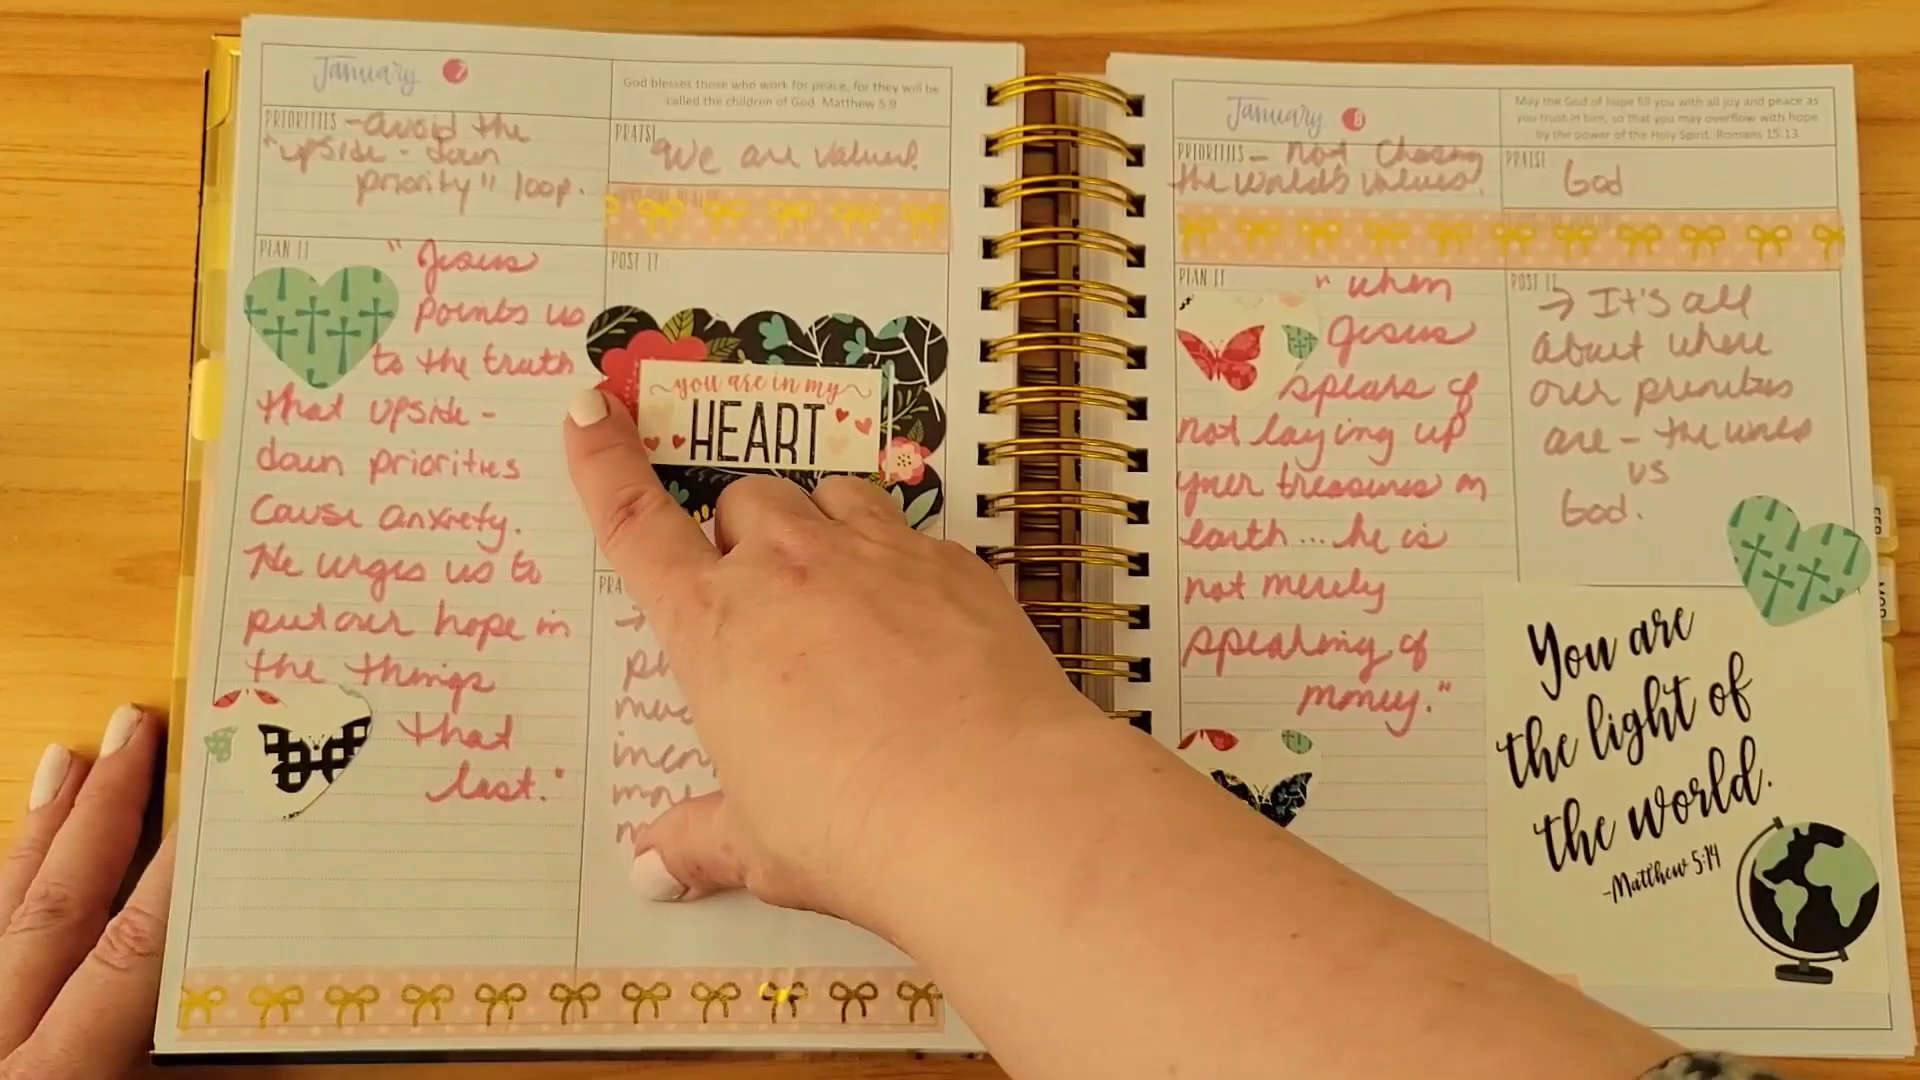 January 7
God blesses those who work for peace, for they will be
called the children of God. Matthew 5:9
PRIORITIES - avoid the
"upside-down
priority" loop.
PRAISE
We are valued!
PLAN IT
"Jesus
points us
to the truth
that upside-
down priorities
cause anxiety.
He urges us to
put our hope in
the things
that
last."
POST IT
you are in my
HEART
January 8
May the God of hope fill you with all joy and peace as
you trust in him, so that you may overflow with hope
by the power of the Holy Spirit. Romans 15:13
PRIORITIES - not chasing
the world's values!
PRAISE
God
PLAN IT
"when
Jesus
speaks of
not laying up
your treasures on
earth... he is
not merely
speaking of
money."
POST IT
→ It's all
about where
our priorities
are - the world
vs
God.
You are
the light of
the world.
-Matthew 5:14